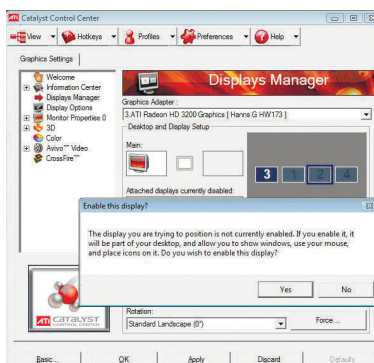 ATI Catalyst Control Center
View Hotkeys Profiles Preferences Help
Graphics Settings
Welcome
Information Center
Displays Manager
Display Options
Monitor Properties 0
3D
Color
Avivo™ Video
CrossFire™
Displays Manager
Graphics Adapter :
3.ATI Radeon HD 3200 Graphics [ Hanns.G HW173 ]
Desktop and Display Setup
Main:
3 1 2 4
Attached displays currently disabled:
Enable this display?
The display you are trying to position is not currently enabled. If you enable it, it
will be part of your desktop, and allow you to show windows, use your mouse,
and place icons on it. Do you wish to enable this display?
Yes No
ATI CATALYST
CONTROL CENTER
Rotation:
Standard Landscape (0°)
Force ...
Basic... OK Apply Discard Defaults